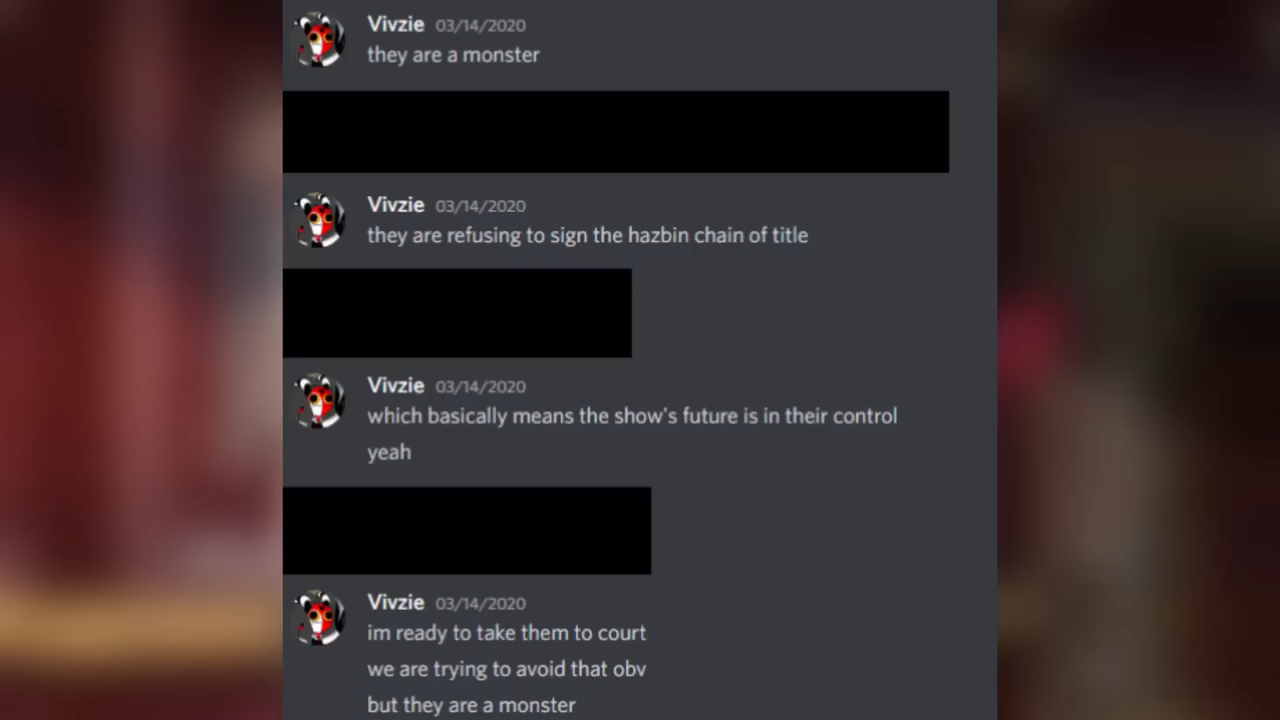 Vivzie 03/14/2020
they are a monster
Vivzie 03/14/2020
they are refusing to sign the hazbin chain of title
Vivzie 03/14/2020
which basically means the show's future is in their control
yeah
Vivzie 03/14/2020
im ready to take them to court
we are trying to avoid that obv
but they are a monster